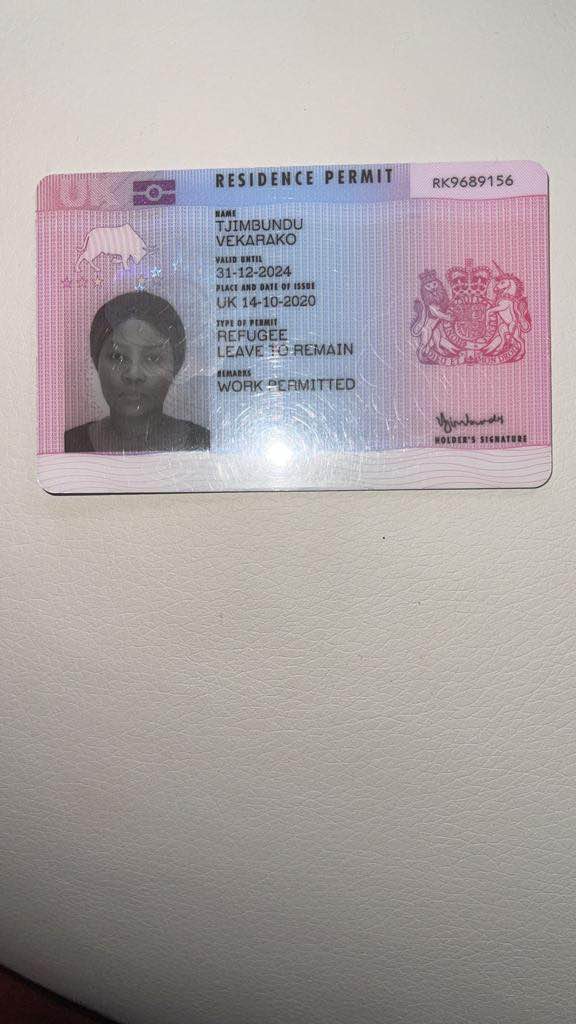 UK
RESIDENCE PERMIT
RK9689156
NAME
TJIMBUNDU
VEKARAKO
VALID UNTIL
31-12-2024
PLACE AND DATE OF ISSUE
UK 14-10-2020
TYPE OF PERMIT
REFUGEE
LEAVE TO REMAIN
REMARKS
WORK PERMITTED
HOLDER'S SIGNATURE